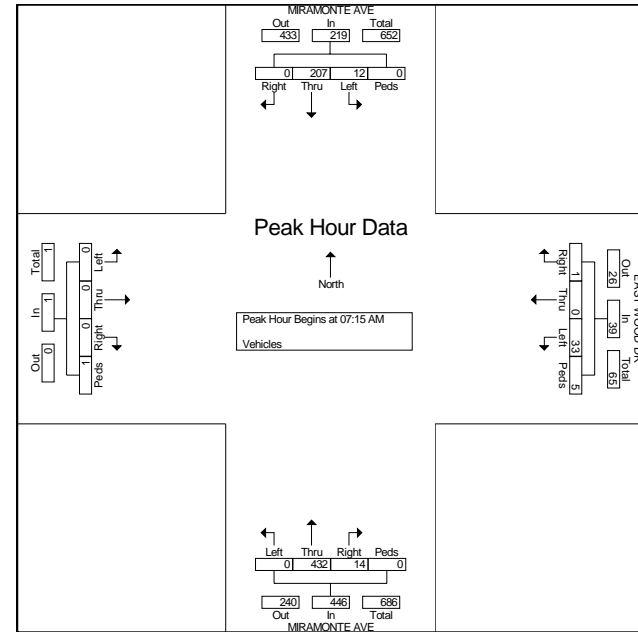 MIRAMONTE AVE
Out In Total
433 219 652
0 207 12 0
Right Thru Left Peds
Peak Hour Data
North
Peak Hour Begins at 07:15 AM
Vehicles
Total In Out
1 1 0
Left Thru Right Peds
0 0 0 1
Right Thru Left Peds
1 0 33 5
Out In Total
26 39 65
EAST WOOD DR
Left Thru Right Peds
0 432 14 0
240 446 686
Out In Total
MIRAMONTE AVE